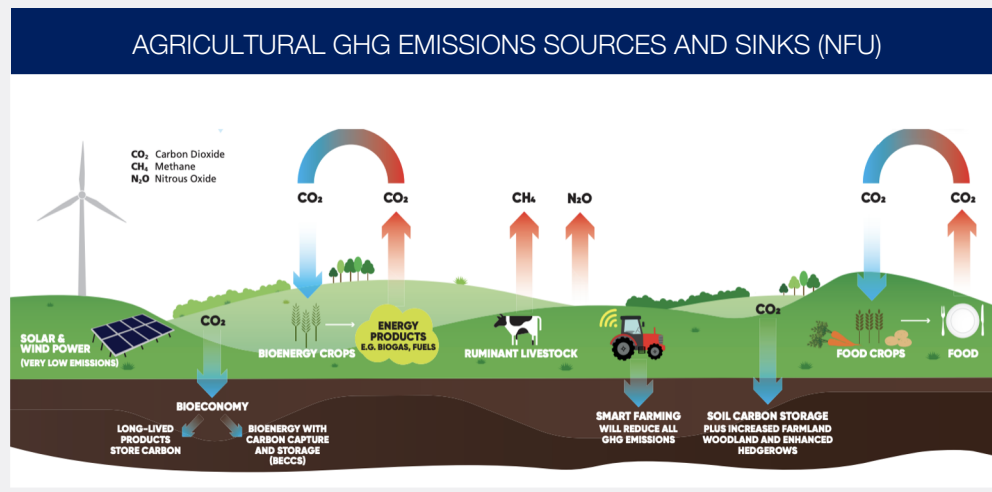 AGRICULTURAL GHG EMISSIONS SOURCES AND SINKS (NFU)
CO₂ Carbon Dioxide
CH₄ Methane
N₂O Nitrous Oxide
CO₂
CO₂
CH₄
N₂O
CO₂
CO₂
SOLAR &
WIND POWER
(VERY LOW EMISSIONS)
CO₂
BIOENERGY CROPS
ENERGY
PRODUCTS
E.G. BIOGAS, FUELS
RUMINANT LIVESTOCK
CO₂
FOOD CROPS
FOOD
BIOECONOMY
LONG-LIVED
PRODUCTS
STORE CARBON
BIOENERGY WITH
CARBON CAPTURE
AND STORAGE
(BECCS)
SMART FARMING
WILL REDUCE ALL
GHG EMISSIONS
SOIL CARBON STORAGE
PLUS INCREASED FARMLAND
WOODLAND AND ENHANCED
HEDGEROWS